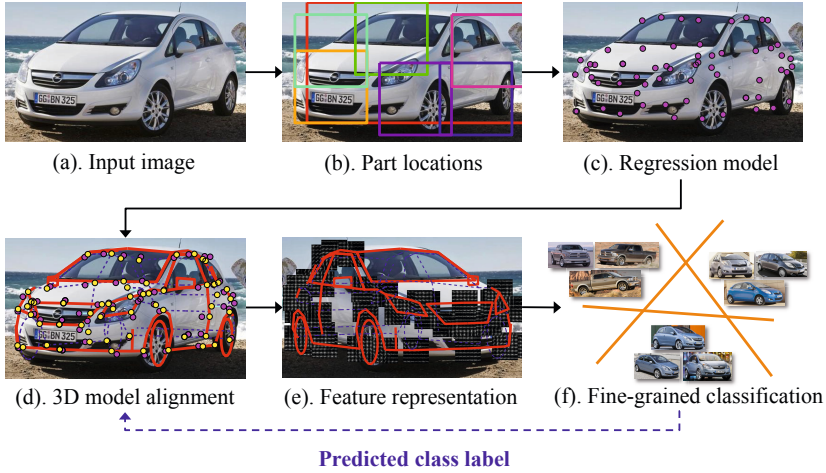 GG BN 325
GG BN 325
GG BN 325
(a). Input image
(b). Part locations
(c). Regression model
GG BN 325
(d). 3D model alignment
(e). Feature representation
(f). Fine-grained classification
Predicted class label